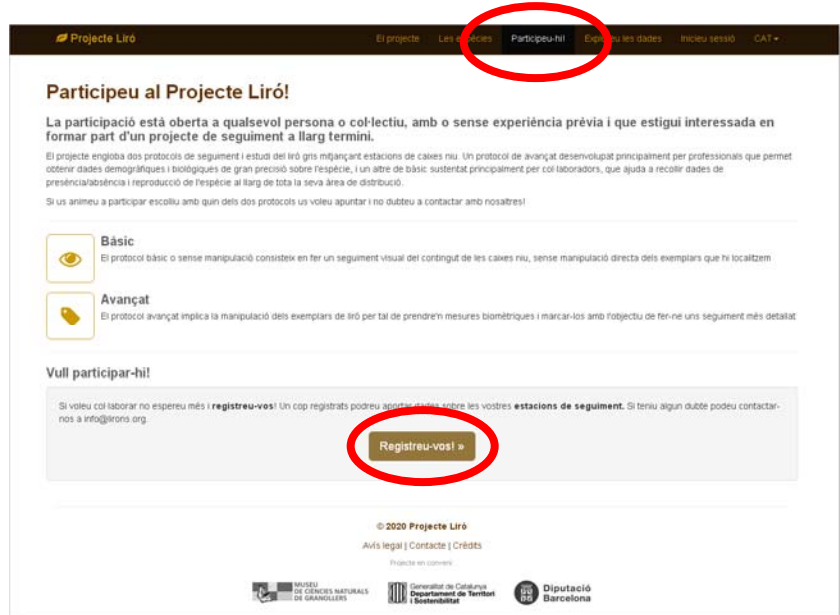 Projecte Liró
El projecte Les espècies Participeu-hi! Exploreu les dades Inicieu sessió CAT
Participeu al Projecte Liró!
La participació està oberta a qualsevol persona o col·lectiu, amb o sense experiència prèvia i que estigui interessada en
formar part d'un projecte de seguiment a llarg termini.
El projecte engloba dos protocols de seguiment i estudi del liró gris mitjançant estacions de caixes niu. Un protocol de avançat desenvolupat principalment per professionals que permet
obtenir dades demogràfiques i biològiques de gran precisió sobre l'espècie, i un altre de bàsic sustentat principalment per col·laboradors, que ajuda a recollir dades de
presència/absència i reproducció de l'espècie al llarg de tota la seva àrea de distribució.
Si us animeu a participar escolliu amb quin dels dos protocols us voleu apuntar i no dubteu a contactar amb nosaltres!
Bàsic
El protocol bàsic o sense manipulació consisteix en fer un seguiment visual del contingut de les caixes niu, sense manipulació directa dels exemplars que hi localitzem
Avançat
El protocol avançat implica la manipulació dels exemplars de liró per tal de prendre'n mesures biomètriques i marcar-los amb l'objectiu de fer-ne uns seguiment més detallat
Vull participar-hi!
Si voleu col·laborar no espereu més i registreu-vos! Un cop registrats podreu aportar dades sobre les vostres estacions de seguiment. Si teniu algun dubte podeu contactar-
nos a info@lirons.org.
Registreu-vos! »
© 2020 Projecte Liró
Avís legal | Contacte | Crèdits
Projecte en conveni:
MUSEU
DE CIÈNCIES NATURALS
DE GRANOLLERS
Generalitat de Catalunya
Departament de Territori
i Sostenibilitat
Diputació
Barcelona